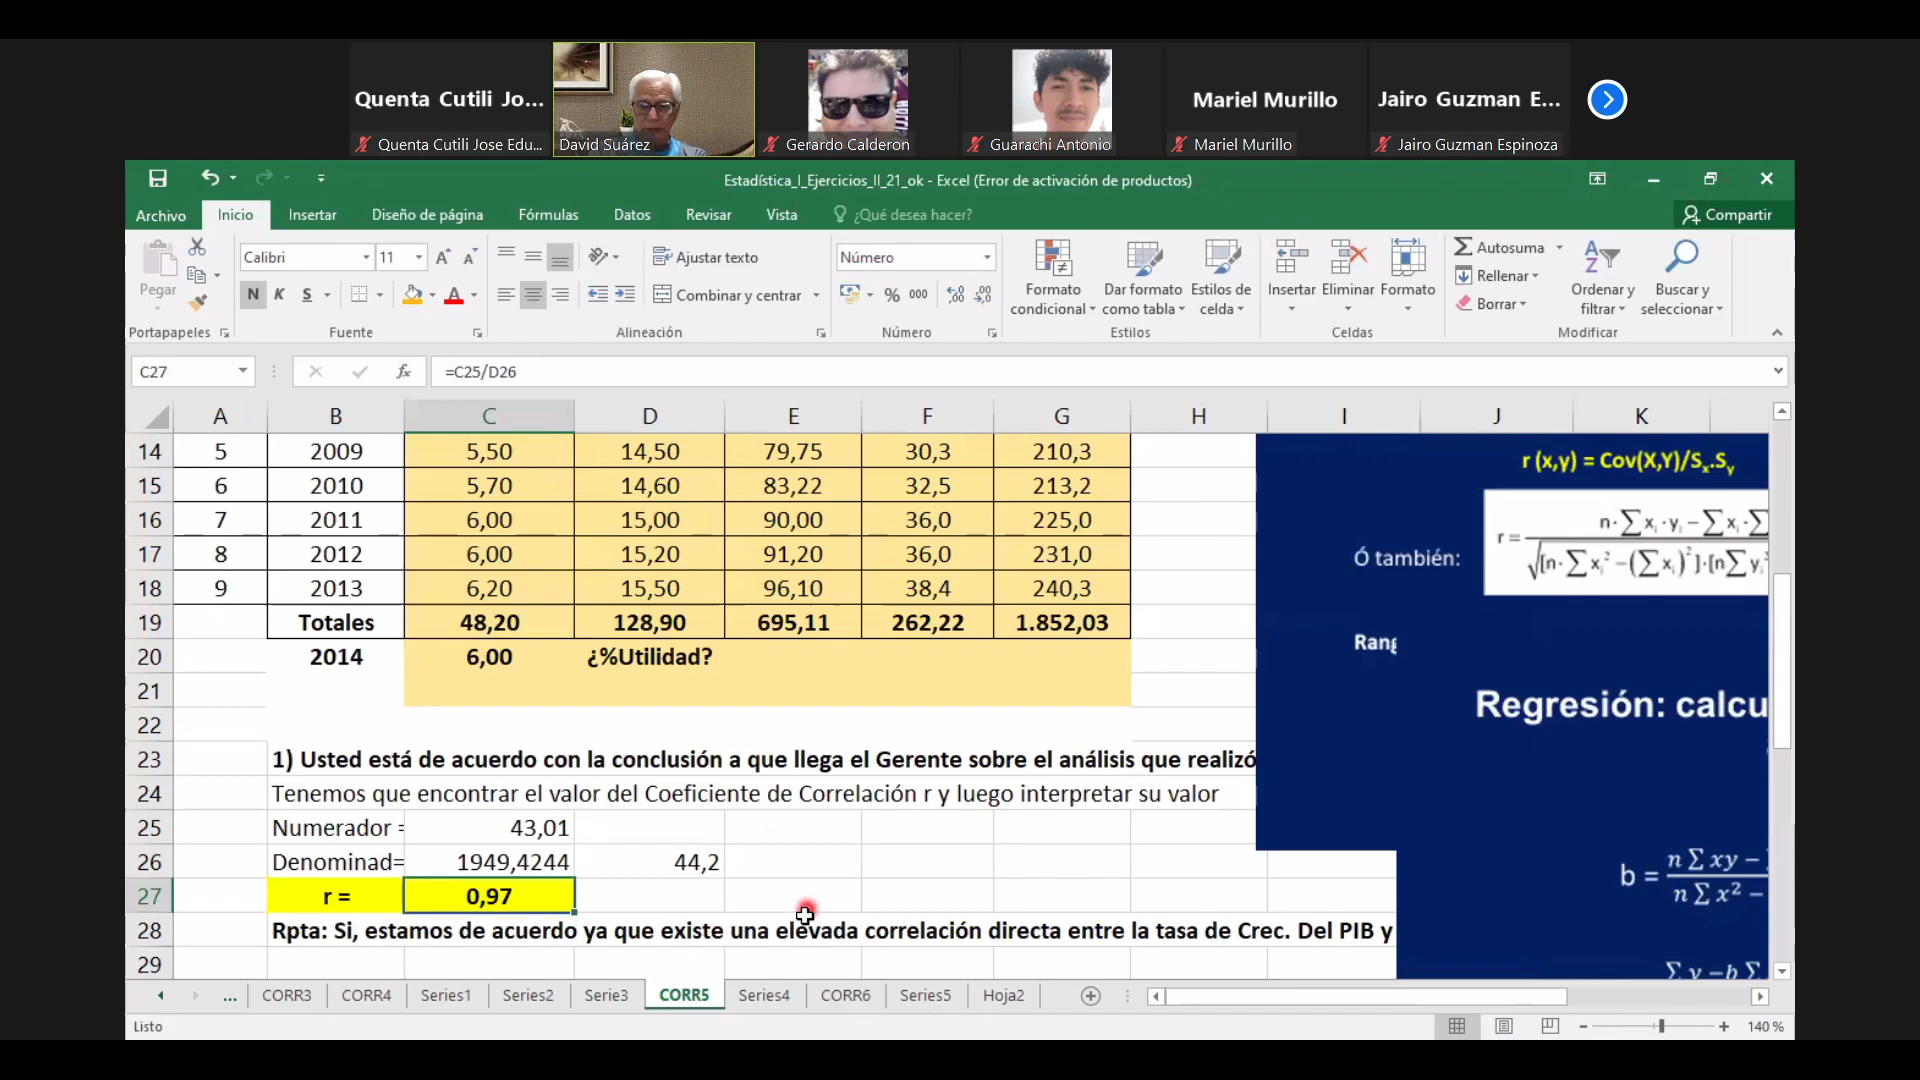 Quenta Cutili Jo...
Mariel Murillo
Jairo Guzman E...
Quenta Cutili Jose Edu...
David Suárez
Gerardo Calderon
Guarachi Antonio
Mariel Murillo
Jairo Guzman Espinoza
Estadística_I_Ejercicios_II_21_ok - Excel (Error de activación de productos)
Archivo Inicio Insertar Diseño de página Fórmulas Datos Revisar Vista ¿Qué desea hacer? Compartir
Pegar
Portapapeles
Calibri 11
N K S
Fuente
Ajustar texto
Combinar y centrar
Alineación
Número
% 000
Número
Formato condicional
Dar formato como tabla
Estilos de celda
Estilos
Insertar Eliminar Formato
Celdas
Autosuma
Rellenar
Borrar
Ordenar y filtrar
Buscar y seleccionar
Modificar
C27 fx =C25/D26
A B C D E F G H I J K
14 5 2009 5,50 14,50 79,75 30,3 210,3
15 6 2010 5,70 14,60 83,22 32,5 213,2
16 7 2011 6,00 15,00 90,00 36,0 225,0
17 8 2012 6,00 15,20 91,20 36,0 231,0
18 9 2013 6,20 15,50 96,10 38,4 240,3
19 Totales 48,20 128,90 695,11 262,22 1.852,03
20 2014 6,00 ¿%Utilidad?
21
22
23 1) Usted está de acuerdo con la conclusión a que llega el Gerente sobre el análisis que realizó
24 Tenemos que encontrar el valor del Coeficiente de Correlación r y luego interpretar su valor
25 Numerador = 43,01
26 Denominad= 1949,4244 44,2
27 r = 0,97
28 Rpta: Si, estamos de acuerdo ya que existe una elevada correlación directa entre la tasa de Crec. Del PIB y
29
r (x,y) = Cov(X,Y)/Sx.Sy
Ó también:
r = n·∑xᵢ·yᵢ−∑xᵢ·∑
√[n·∑xᵢ²−(∑xᵢ)²]·[n∑yᵢ²
Rang
Regresión: calcu
b = n∑xy −
n∑x² −
∑y −b∑
... CORR3 CORR4 Series1 Series2 Serie3 CORR5 Series4 CORR6 Series5 Hoja2
Listo
140 %